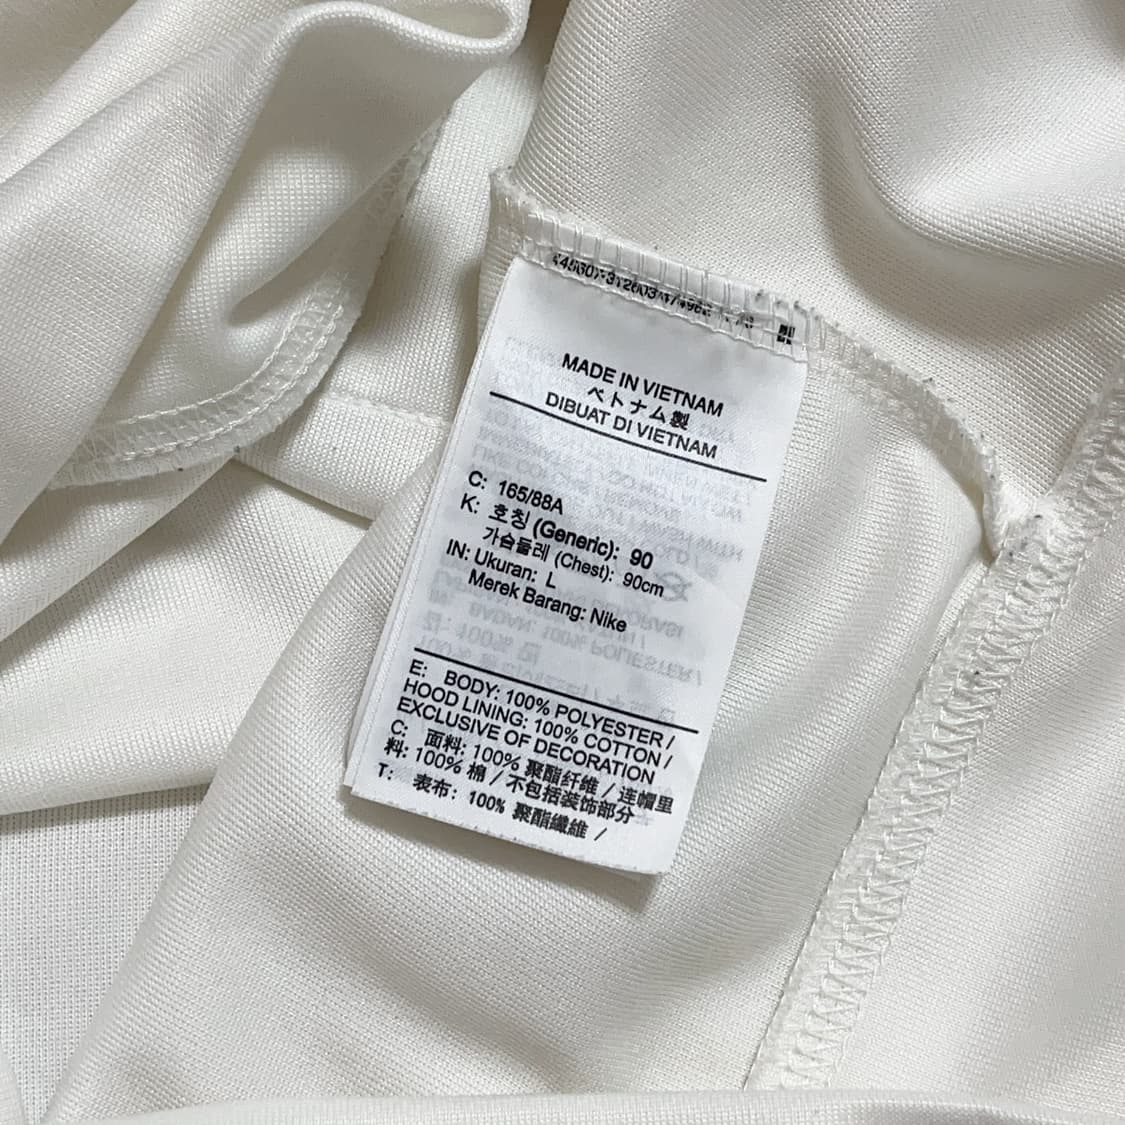 MADE IN VIETNAM
ベトナム製
DIBUAT DI VIETNAM
C: 165/88A
K: 호칭 (Generic): 90
가슴둘레 (Chest): 90cm
IN: Ukuran: L
Merek Barang: Nike
E: BODY: 100% POLYESTER /
HOOD LINING: 100% COTTON /
EXCLUSIVE OF DECORATION
C: 面料: 100% 聚酯纤维 / 连帽里
料: 100% 棉 / 不包括装饰部分
T: 表布: 100% 聚酯纖維 /